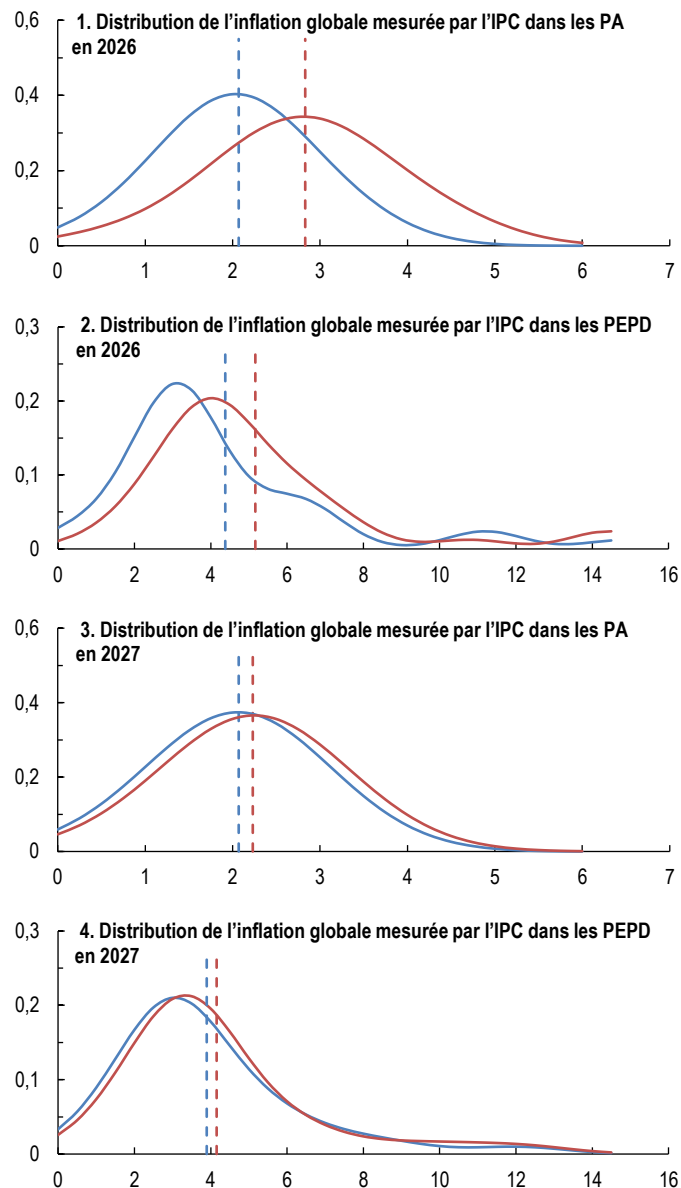 0,6
1. Distribution de l'inflation globale mesurée par l'IPC dans les PA
en 2026
0,4
0,2
0
0 1 2 3 4 5 6 7
0,3
2. Distribution de l'inflation globale mesurée par l'IPC dans les PEPD
en 2026
0,2
0,1
0
0 2 4 6 8 10 12 14 16
0,6
3. Distribution de l'inflation globale mesurée par l'IPC dans les PA
en 2027
0,4
0,2
0
0 1 2 3 4 5 6 7
0,3
4. Distribution de l'inflation globale mesurée par l'IPC dans les PEPD
en 2027
0,2
0,1
0
0 2 4 6 8 10 12 14 16